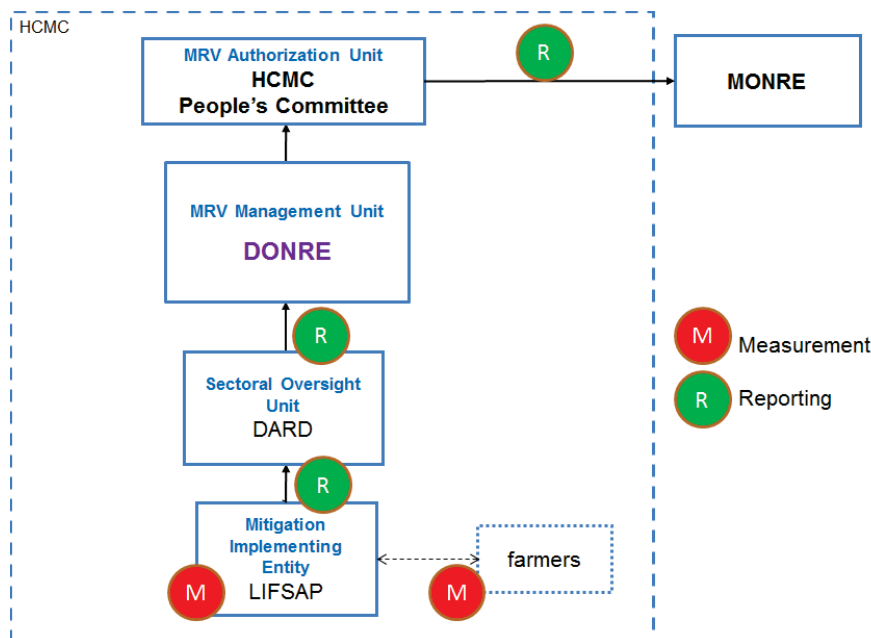 HCMC
MRV Authorization Unit
HCMC
People's Committee
R
MONRE
MRV Management Unit
DONRE
R
M Measurement
Sectoral Oversight
Unit
DARD
R Reporting
R
Mitigation
Implementing
Entity
LIFSAP
M
farmers
M